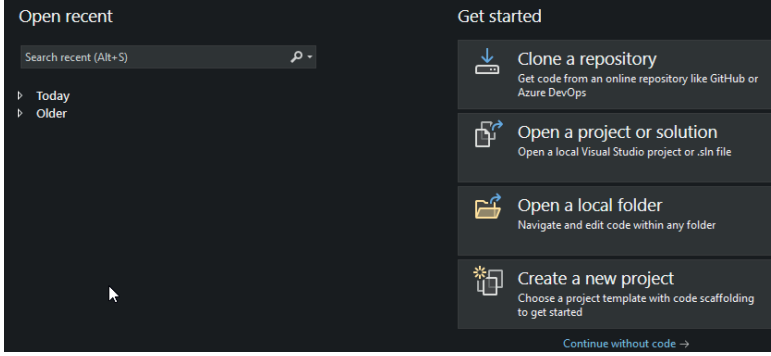 Open recent
Search recent (Alt+S)
Today
Older
Get started
Clone a repository
Get code from an online repository like GitHub or
Azure DevOps
Open a project or solution
Open a local Visual Studio project or .sln file
Open a local folder
Navigate and edit code within any folder
Create a new project
Choose a project template with code scaffolding
to get started
Continue without code →